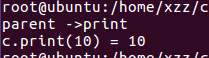 root@ubuntu:/home/xzz/c
parent ->print
c.print(10) = 10
root@ubuntu:/home/xzz/c